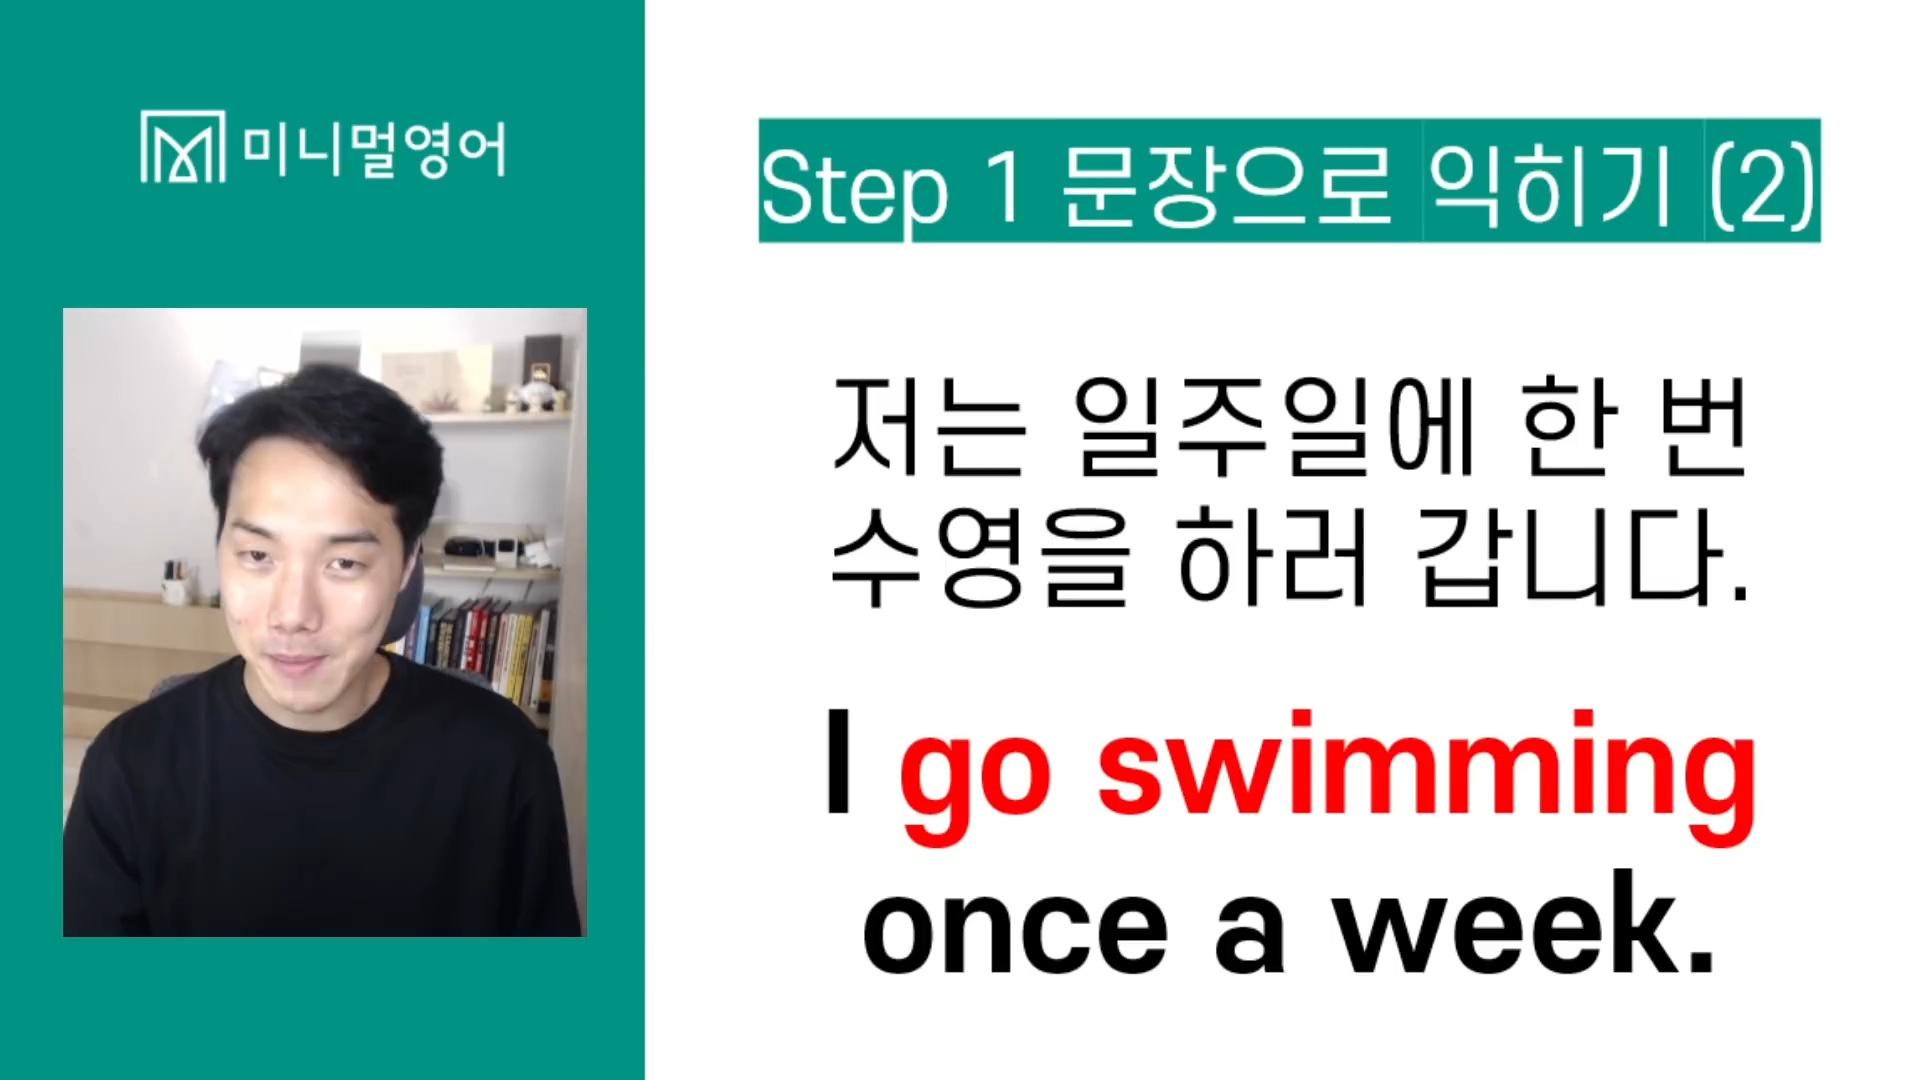 미니멀영어
Step 1 문장으로 익히기 (2)
저는 일주일에 한 번
수영을 하러 갑니다.
I go swimming
once a week.